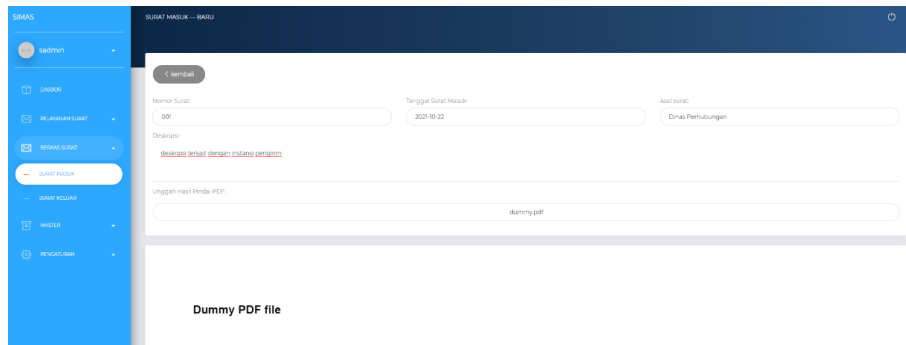 SIMAS
SURAT MASUK — BARU
sadmin
< kembali
DASBOR
Nomor Surat:
Tanggal Surat Masuk:
Asal surat:
001
2021-10-22
Dinas Perhubungan
PELAYANAN SURAT
Deskripsi:
BERKAS SURAT
deskripsi terkait dengan instansi pengirim
SURAT MASUK
Unggah Hasil Pindai PDF:
SURAT KELUAR
dummy.pdf
MASTER
PENGATURAN
Dummy PDF file